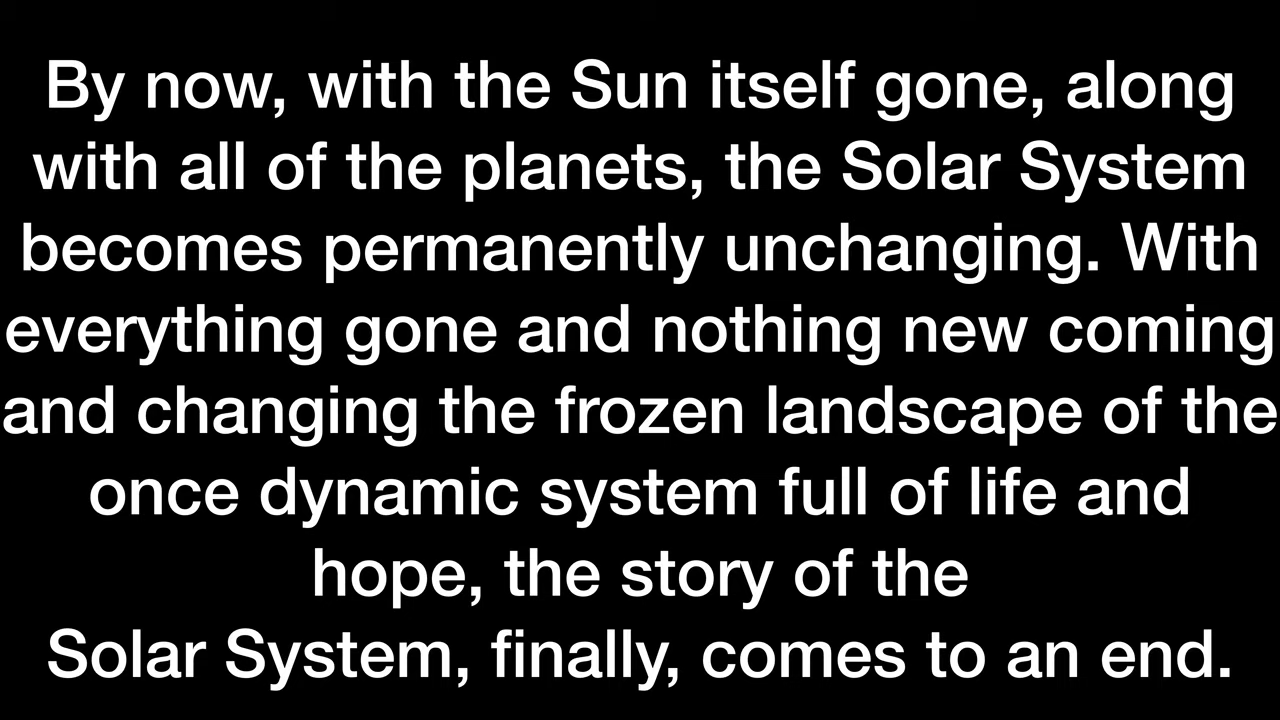 By now, with the Sun itself gone, along
with all of the planets, the Solar System
becomes permanently unchanging. With
everything gone and nothing new coming
and changing the frozen landscape of the
once dynamic system full of life and
hope, the story of the
Solar System, finally, comes to an end.